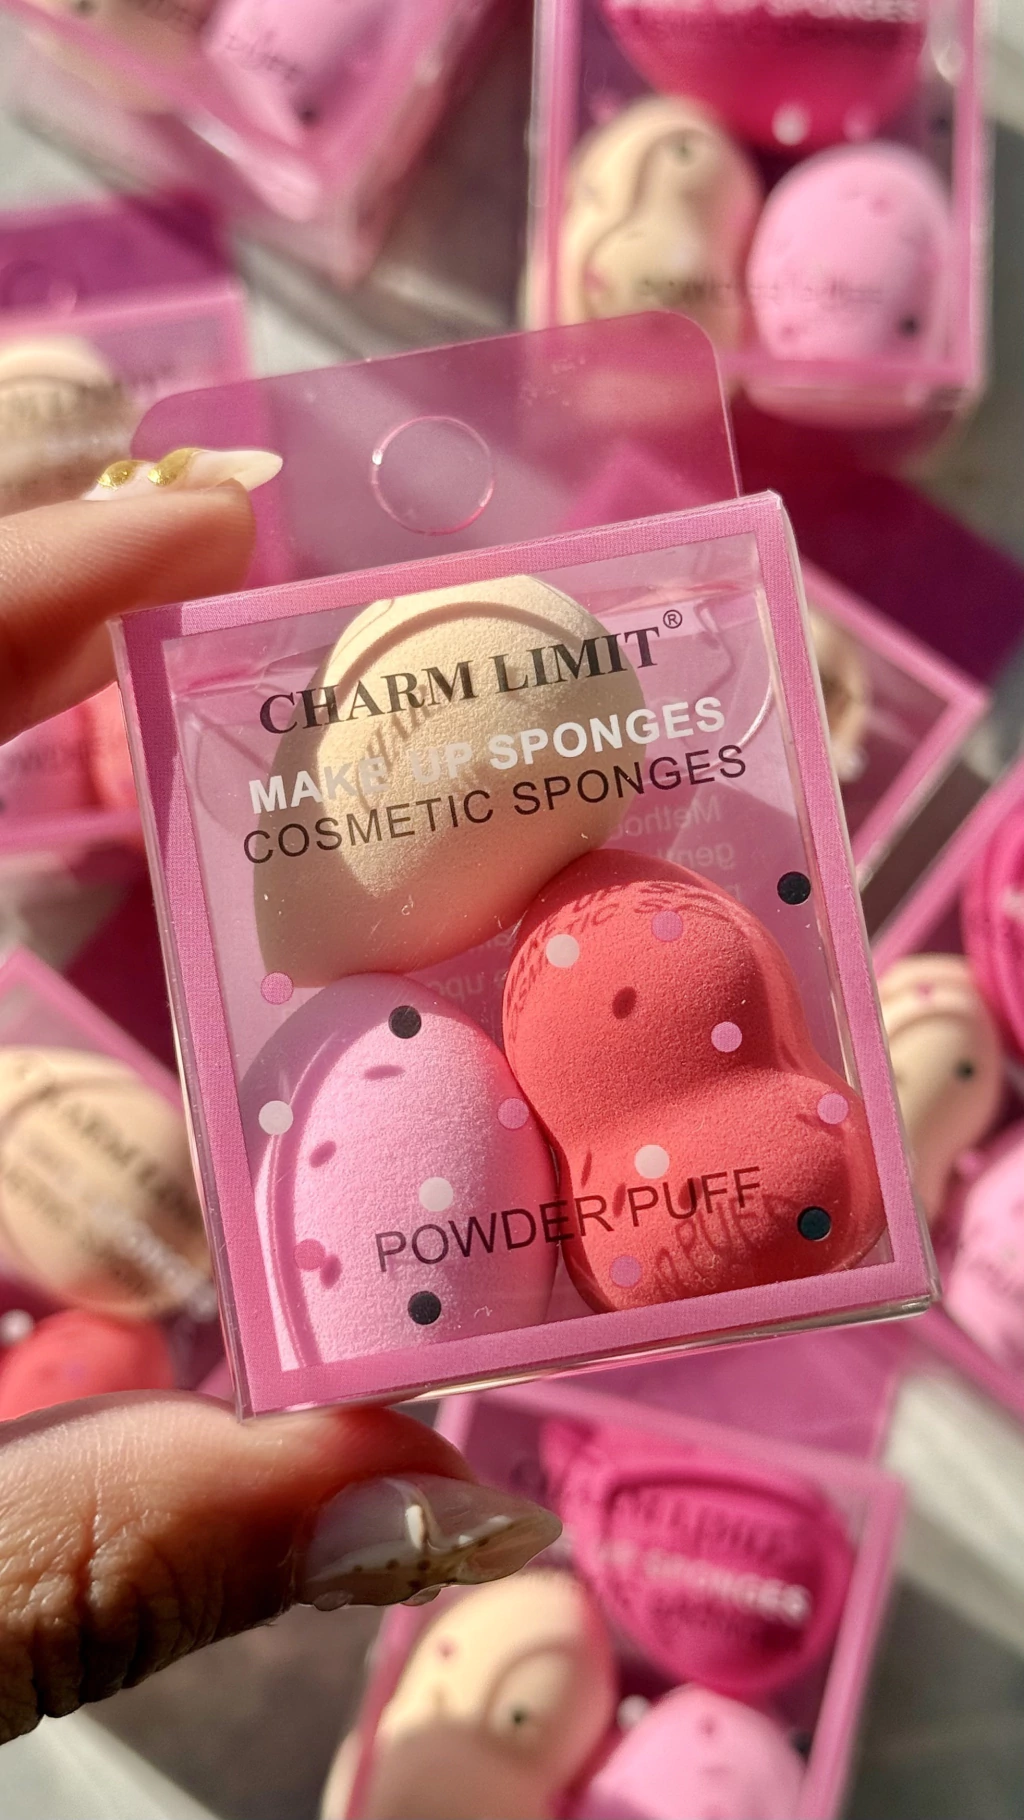 CHARM LIMIT®
MAKE UP SPONGES
COSMETIC SPONGES
POWDER PUFF